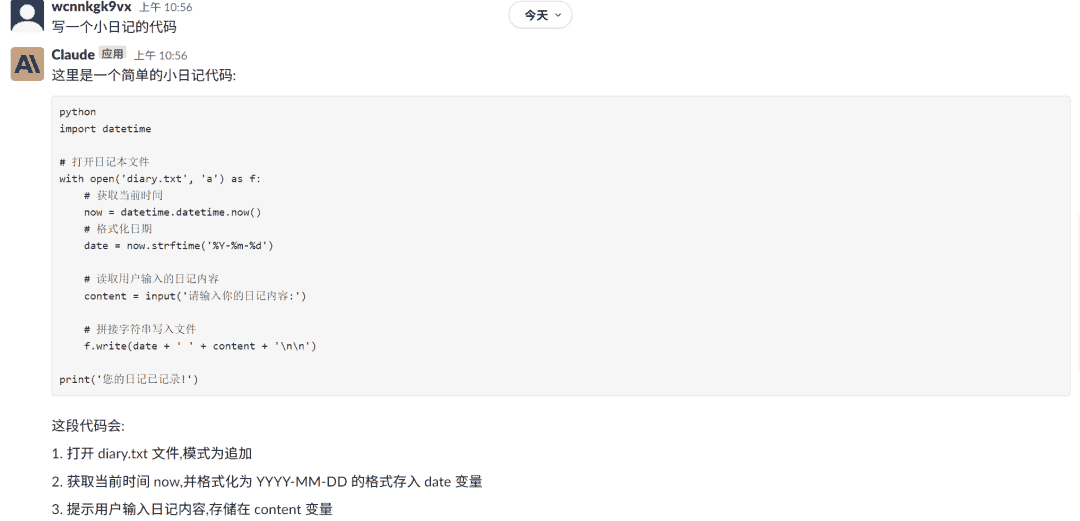 wcnnkgk9vx 上午 10:56
今天
写一个小日记的代码
Claude 应用 上午 10:56
这里是一个简单的小日记代码:
python
import datetime
# 打开日记本文件
with open('diary.txt', 'a') as f:
    # 获取当前时间
    now = datetime.datetime.now()
    # 格式化日期
    date = now.strftime('%Y-%m-%d')
    # 读取用户输入的日记内容
    content = input('请输入你的日记内容:')
    # 拼接字符串写入文件
    f.write(date + ' ' + content + '\n\n')
print('您的日记已记录!')
这段代码会:
1. 打开 diary.txt 文件,模式为追加
2. 获取当前时间 now,并格式化为 YYYY-MM-DD 的格式存入 date 变量
3. 提示用户输入日记内容,存储在 content 变量